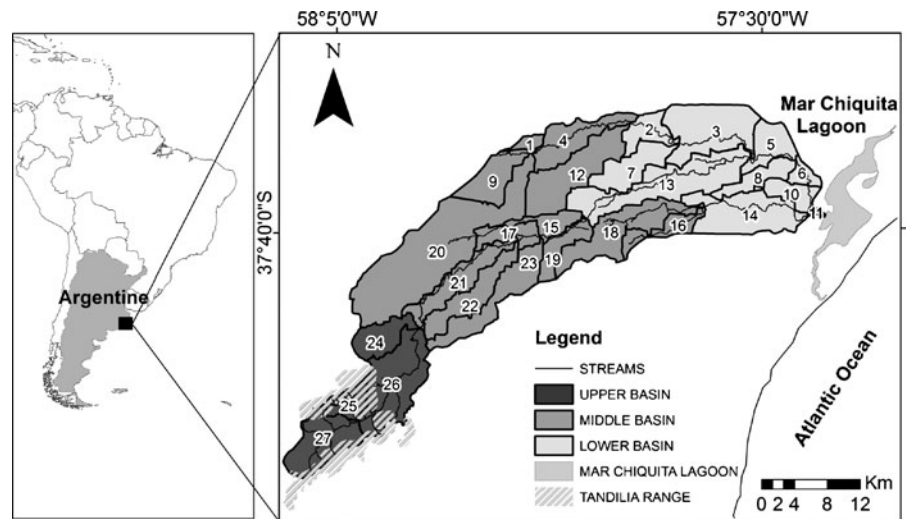 58°5'0"W
57°30'0"W
N
Mar Chiquita
Lagoon
37°40'0"S
Argentine
1
4
2
3
5
9
12
7
13
8
6
10
14
11
20
17
15
18
16
21
23
19
22
24
26
25
27
Atlantic Ocean
Legend
STREAMS
UPPER BASIN
MIDDLE BASIN
LOWER BASIN
MAR CHIQUITA LAGOON
TANDILIA RANGE
Km
0 2 4 8 12